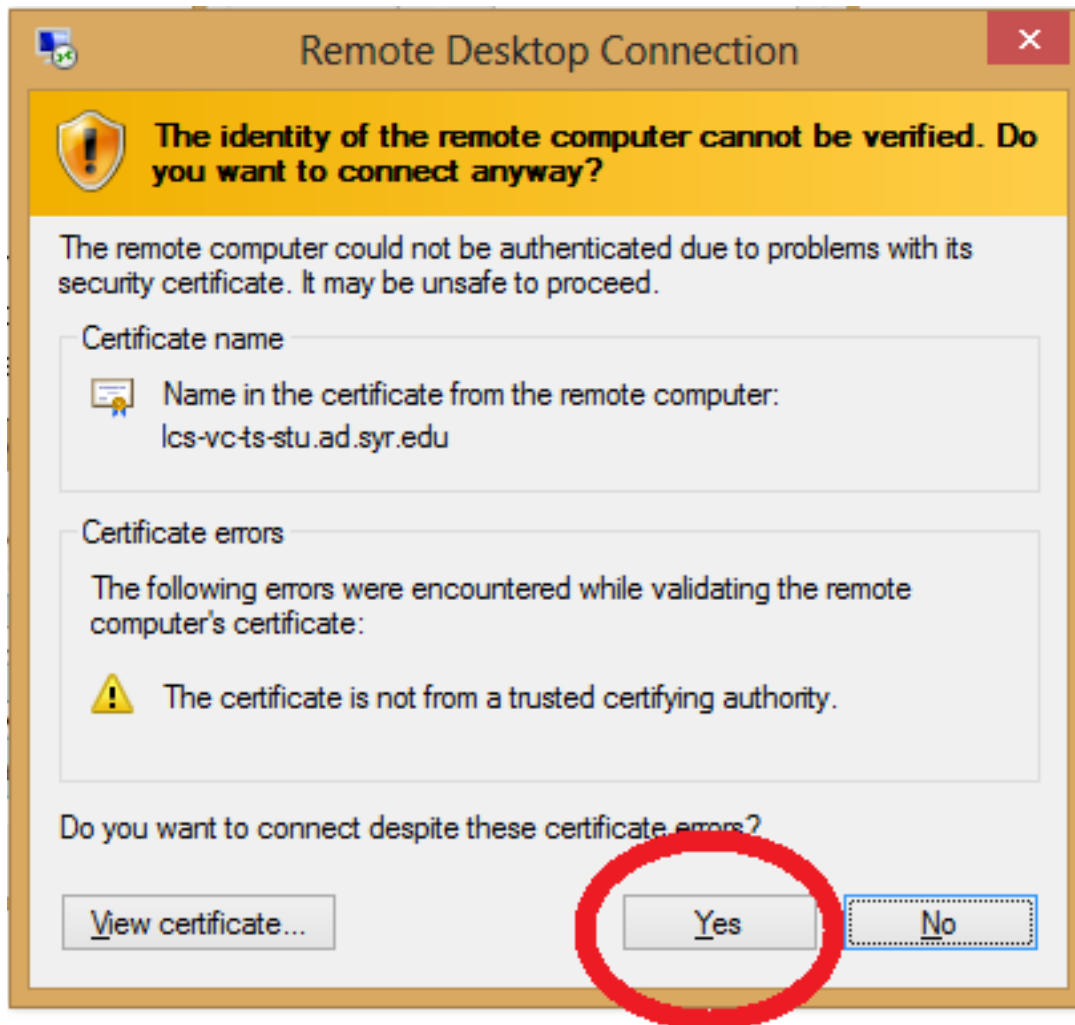 Remote Desktop Connection
The identity of the remote computer cannot be verified. Do
you want to connect anyway?
The remote computer could not be authenticated due to problems with its
security certificate. It may be unsafe to proceed.
Certificate name
Name in the certificate from the remote computer:
lcs-vc-ts-stu.ad.syr.edu
Certificate errors
The following errors were encountered while validating the remote
computer's certificate:
The certificate is not from a trusted certifying authority.
Do you want to connect despite these certificate errors?
View certificate... Yes No